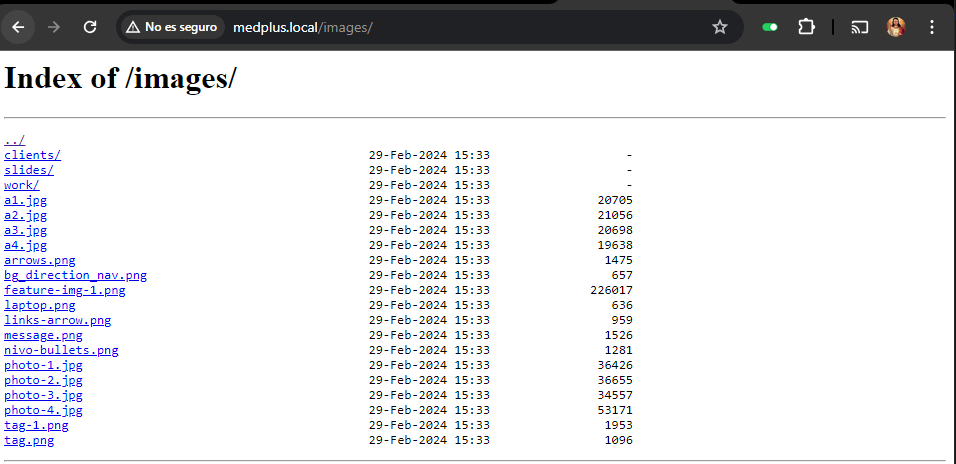 No es seguro medplus.local/images/
Index of /images/
../
clients/ 29-Feb-2024 15:33 -
slides/ 29-Feb-2024 15:33 -
work/ 29-Feb-2024 15:33 -
a1.jpg 29-Feb-2024 15:33 20705
a2.jpg 29-Feb-2024 15:33 21056
a3.jpg 29-Feb-2024 15:33 20698
a4.jpg 29-Feb-2024 15:33 19638
arrows.png 29-Feb-2024 15:33 1475
bg_direction_nav.png 29-Feb-2024 15:33 657
feature-img-1.png 29-Feb-2024 15:33 226017
laptop.png 29-Feb-2024 15:33 636
links-arrow.png 29-Feb-2024 15:33 959
message.png 29-Feb-2024 15:33 1526
nivo-bullets.png 29-Feb-2024 15:33 1281
photo-1.jpg 29-Feb-2024 15:33 36426
photo-2.jpg 29-Feb-2024 15:33 36655
photo-3.jpg 29-Feb-2024 15:33 34557
photo-4.jpg 29-Feb-2024 15:33 53171
tag-1.png 29-Feb-2024 15:33 1953
tag.png 29-Feb-2024 15:33 1096